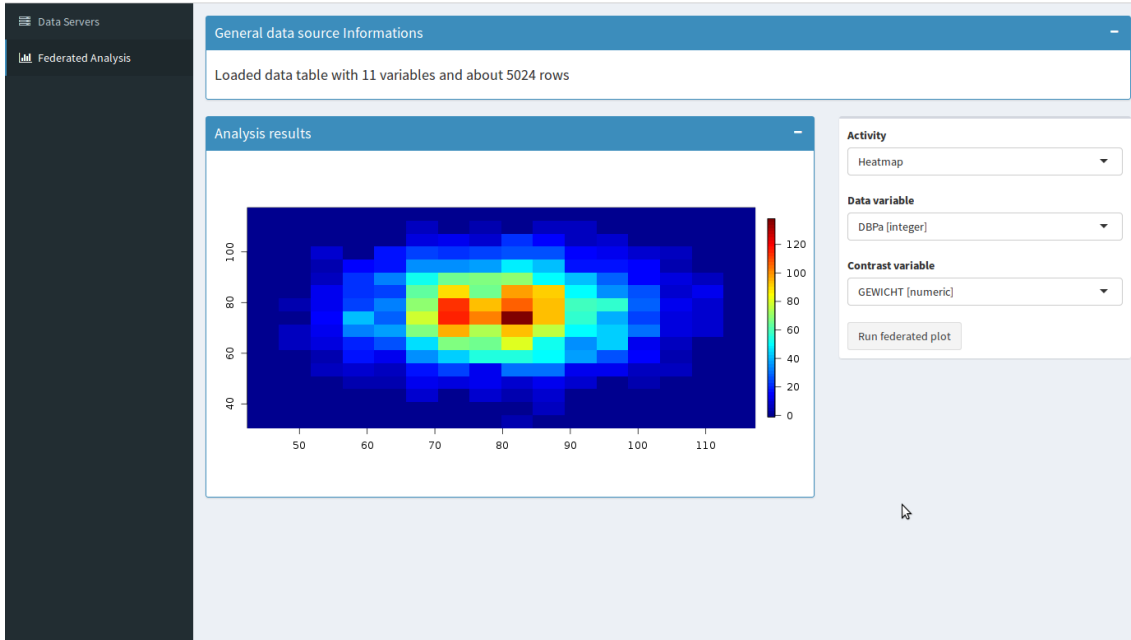 Data Servers
Federated Analysis
General data source Informations
Loaded data table with 11 variables and about 5024 rows
Analysis results
100
80
60
40
50 60 70 80 90 100 110
120
100
80
60
40
20
0
Activity
Heatmap
Data variable
DBPa [integer]
Contrast variable
GEWICHT [numeric]
Run federated plot